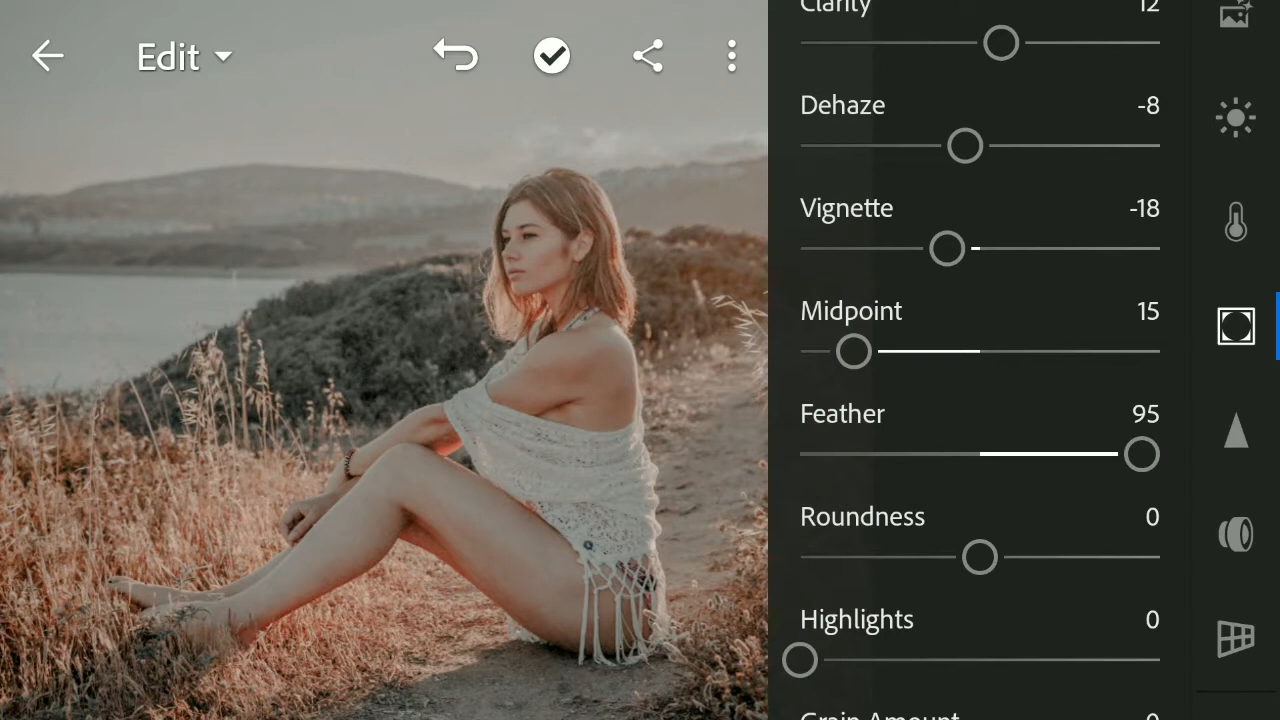 Edit
Clarity 12
Dehaze -8
Vignette -18
Midpoint 15
Feather 95
Roundness 0
Highlights 0
Grain Amount 0